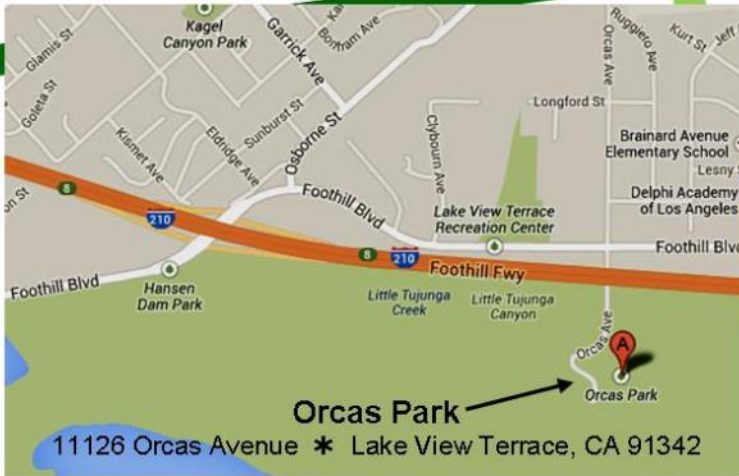 Kagel
Canyon Park
Glamis St
Goleta St
Garrick Ave
Bortram Ave
Ruggiero Ave
Orcas Ave
Kurt St
Longford St
Kismet Ave
Eldridge Ave
Sunburst St
Osborne St
Clybourn Ave
Brainard Avenue
Elementary School
Lesny S
Delphi Academy
of Los Angeles
8
210
Foothill Blvd
Lake View Terrace
Recreation Center
Foothill Blvd
8
210
Foothill Fwy
Foothill Blvd
Hansen
Dam Park
Little Tujunga
Creek
Little Tujunga
Canyon
Orcas Ave
A
Orcas Park
Orcas Park
11126 Orcas Avenue * Lake View Terrace, CA 91342